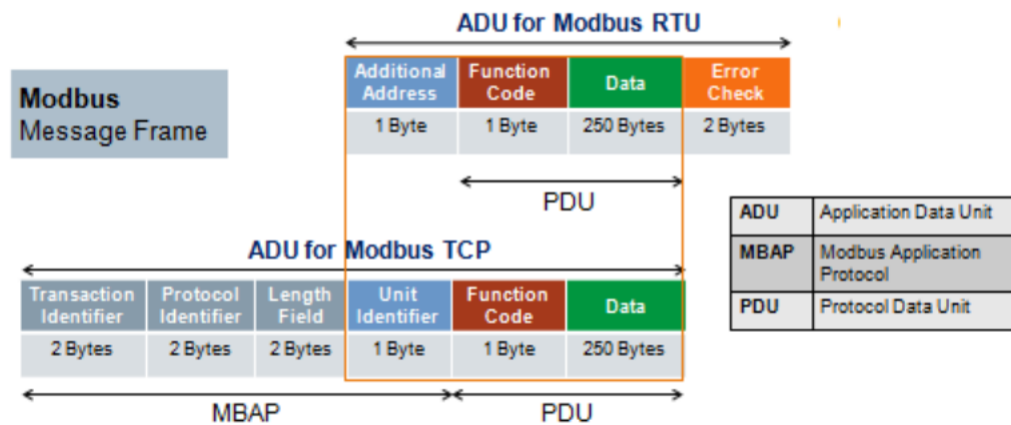 ADU for Modbus RTU
Modbus
Message Frame
Additional Address
Function Code
Data
Error Check
1 Byte
1 Byte
250 Bytes
2 Bytes
PDU
ADU for Modbus TCP
Transaction Identifier
Protocol Identifier
Length Field
Unit Identifier
Function Code
Data
2 Bytes
2 Bytes
2 Bytes
1 Byte
1 Byte
250 Bytes
MBAP
PDU
ADU Application Data Unit
MBAP Modbus Application
Protocol
PDU Protocol Data Unit